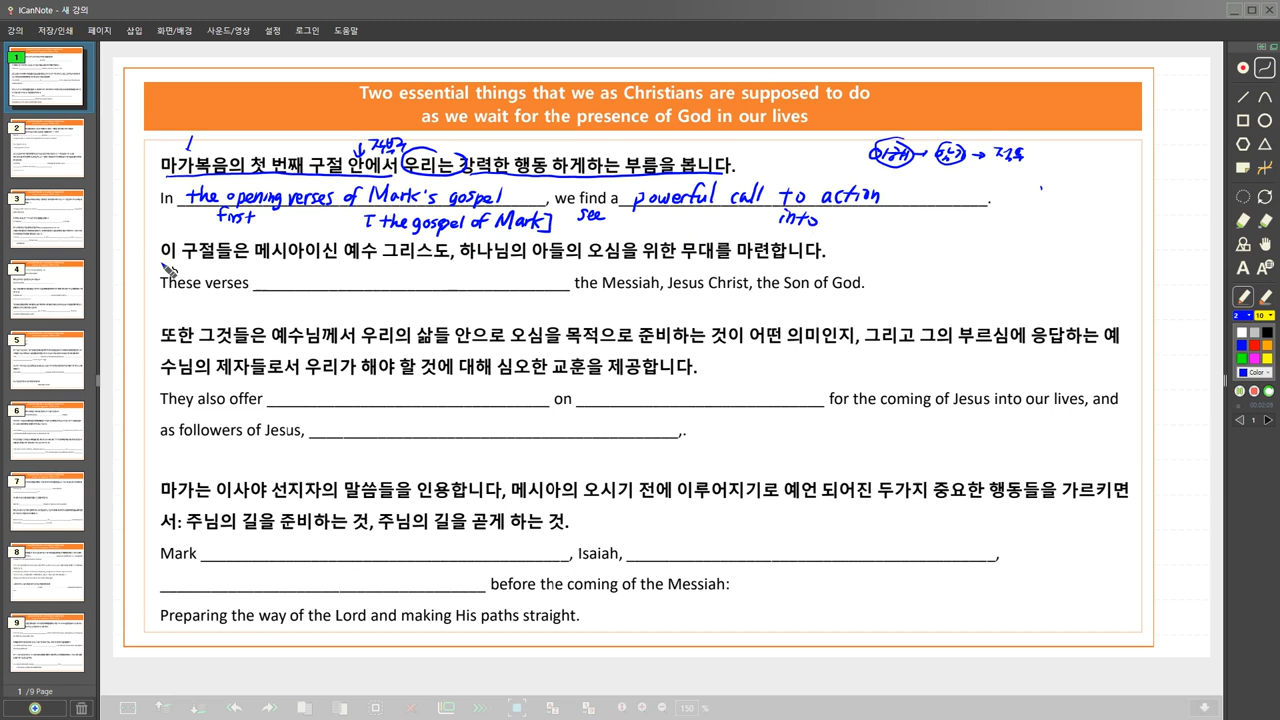 ICanNote - 새 강의
강의 저장/인쇄 페이지 삽입 화면/배경 사운드/영상 설정 로그인 도움말
Two essential things that we as Christians are supposed to do
as we wait for the presence of God in our lives
마가복음의 첫 번째 구절 안에서 우리는 강력한 행동 하게하는 부름을 봅니다.
In the opening verses of Mark's gospel we find a powerful call to action.
first [ the gospel Mark ] see into
이 구절들은 메시아이신 예수 그리스도, 하나님의 아들의 오심을 위한 무대를 마련합니다.
These verses the Messiah, Jesus Christ, the Son of God.
또한 그것들은 예수님께서 우리의 삶들 안에 오심을 목적으로 준비하는 것이 무슨 의미인지, 그리고 그의 부르심에 응답하는 예
수님의 제자들로서 우리가 해야 할 것에 대해 심오한 교훈을 제공합니다.
They also offer on for the coming of Jesus into our lives, and
as followers of Jesus ,.
마가는 이사야 선지자의 말씀들을 인용합니다, 메시아의 오시기 전에 이루어지기로 예언 되어진 두가지 중요한 행동들을 가르키면
서: 주님의 길을 준비하는 것, 주님의 길을 곧게 하는 것.
Mark , Isaiah, ,
before the coming of the Messiah:
Preparing the way of the Lord and making His paths straight.
1
2
3
4
5
6
7
8
9
1 /9 Page
2 10
Color
1
150 %